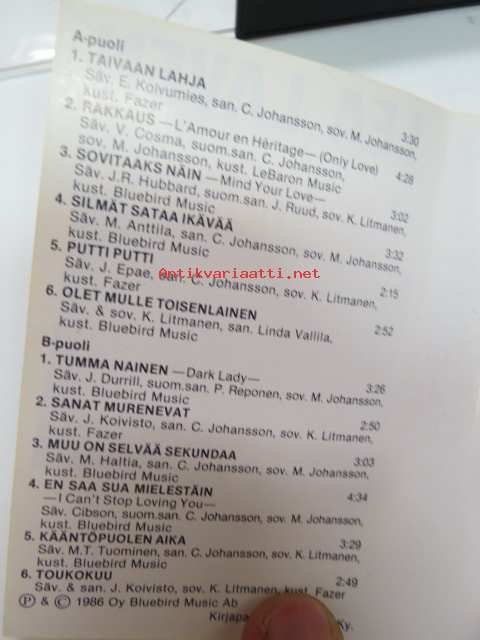 A-puoli
1. TAIVAAN LAHJA
Säv. E. Koivumies, san. C. Johansson, sov. M. Johansson,
kust. Fazer 3:30
2. RAKKAUS —L'Amour en Héritage— (Only Love)
Säv. V. Cosma, suom.san. C. Johansson,
sov. M. Johansson, kust. LeBaron Music 4:28
3. SOVITAAKS NÄIN —Mind Your Love—
Säv. J.R. Hubbard, suom.san. J. Ruud, sov. K. Litmanen,
kust. Bluebird Music 3:02
4. SILMÄT SATAA IKÄVÄÄ
Säv. M. Anttila, san. C. Johansson, sov. M. Johansson,
kust. Bluebird Music 3:32
5. PUTTI PUTTI
Säv. J. Epae, san. C. Johansson, sov. K. Litmanen,
kust. Fazer 2:15
6. OLET MULLE TOISENLAINEN
Säv. & sov. K. Litmanen, san. Linda Vallila,
kust. Bluebird Music 2:52
B-puoli
1. TUMMA NAINEN —Dark Lady—
Säv. J. Durrill, suom.san. P. Reponen, sov. M. Johansson,
kust. Bluebird Music 3:26
2. SANAT MURENEVAT
Säv. J. Koivisto, san. C. Johansson, sov. K. Litmanen,
kust. Fazer 2:50
3. MUU ON SELVÄÄ SEKUNDAA
Säv. M. Haltia, san. C. Johansson, sov. M. Johansson,
kust. Bluebird Music 3:03
4. EN SAA SUA MIELESTÄIN
—I Can't Stop Loving You— 4:34
Säv. Cibson, suom.san. C. Johansson, sov. M. Johansson,
kust. Bluebird Music
5. KÄÄNTÖPUOLEN AIKA 3:29
Säv. M.T. Tuominen, san. C. Johansson, sov. K. Litmanen,
kust. Bluebird Music
6. TOUKOKUU 2:49
Säv. & san. J. Koivisto, sov. K. Litmanen, kust. Fazer
Ⓟ & © 1986 Oy Bluebird Music Ab
Kirjapa Ky.
Antikvariaatti.net